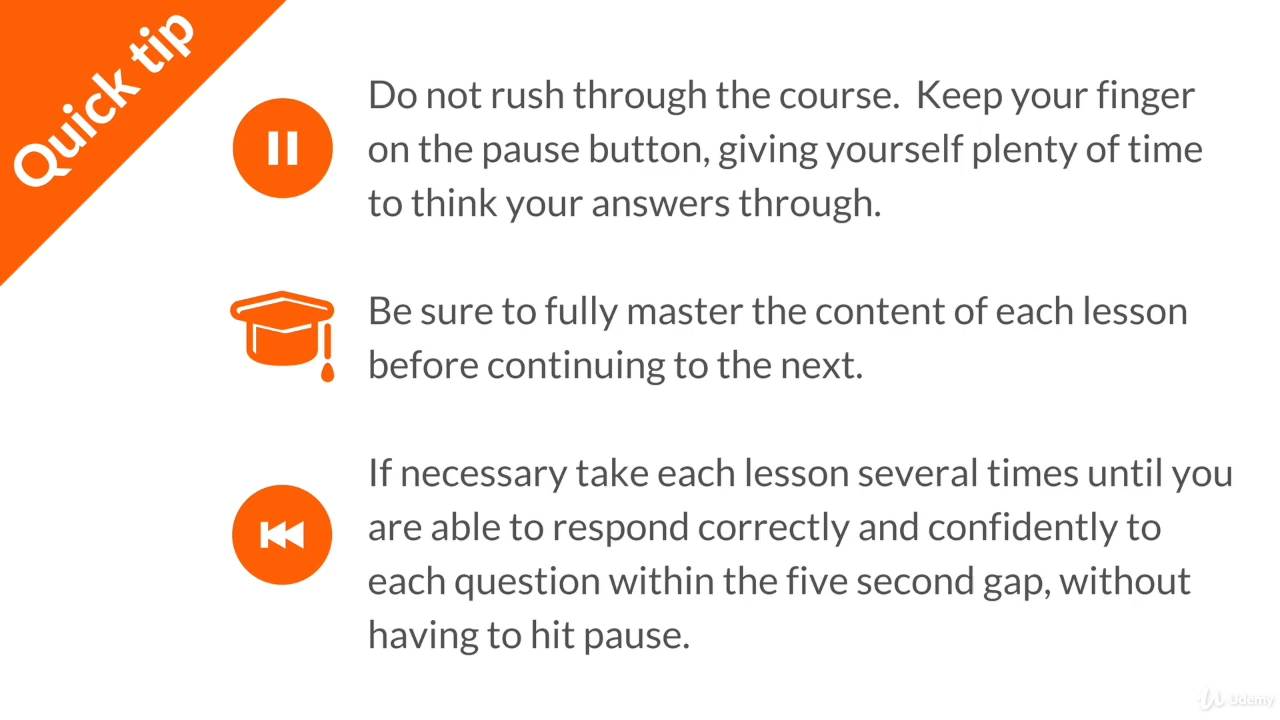 Quick tip
Do not rush through the course.  Keep your finger
on the pause button, giving yourself plenty of time
to think your answers through.
Be sure to fully master the content of each lesson
before continuing to the next.
If necessary take each lesson several times until you
are able to respond correctly and confidently to
each question within the five second gap, without
having to hit pause.
Udemy